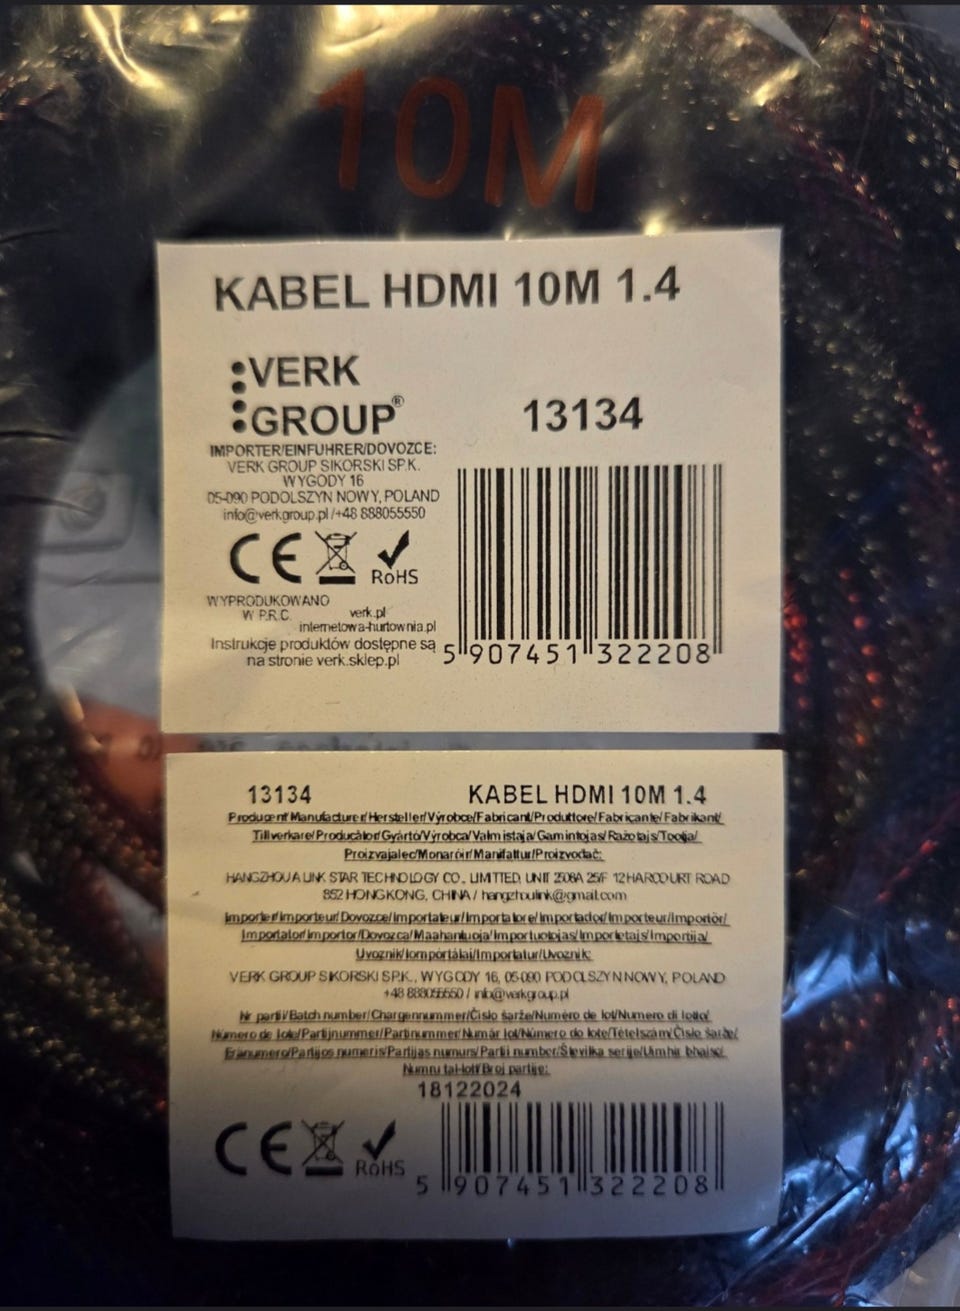 10M
KABEL HDMI 10M 1.4
VERK
GROUP®
13134
IMPORTER/EINFUHRER/DOVOZCE:
VERK GROUP SIKORSKI SP.K.
WYGODY 16
05-090 PODOLSZYN NOWY, POLAND
info@verkgroup.pl /+48 888055550
CE
RoHS
WYPRODUKOWANO
W P.R.C.
verk.pl
internetowa-hurtownia.pl
Instrukcje produktów dostępne są
na stronie verk.sklep.pl
5 907451 322208
13134 KABEL HDMI 10M 1.4
Producent/Manufacturer/Hersteller/Výrobce/Fabricant/Produttore/Fabricante/Fabrikant/
Tillverkare/Producător/Gyártó/Výrobca/Valmistaja/Gamintojas/Ražotajs/Tootja/
Proizvajalec/Monaróir/Manifattur/Proizvođač:
HANGZHOU A LINK STAR TECHNOLOGY CO., LIMITTED, UNIT 2508A 25/F 12 HARCOURT ROAD
852 HONGKONG, CHINA / hangzhoulink@gmail.com
Importer/Importeur/Dovozce/Importateur/Importatore/Importador/Importeur/Importör/
Importator/Importor/Dovozca/Maahantuoja/Importuotojas/Importetajs/Importija/
Uvoznik/Iompórtálaí/Importatur/Uvoznik:
VERK GROUP SIKORSKI SP.K., WYGODY 16, 05-090 PODOLSZYN NOWY, POLAND
+48 888055550 / info@verkgroup.pl
Nr partii/Batch number/Chargennummer/Číslo šarže/Numéro de lot/Numero di lotto/
Número de lote/Partijnummer/Partinummer/Număr lot/Número do lote/Tételszám/Číslo šarže/
Eränumero/Partijos numeris/Partijas numurs/Partii number/Številka serije/Uimhir bhaisc/
Numru tal-lott/Broj partije:
18122024
CE
RoHS
5 907451 322208